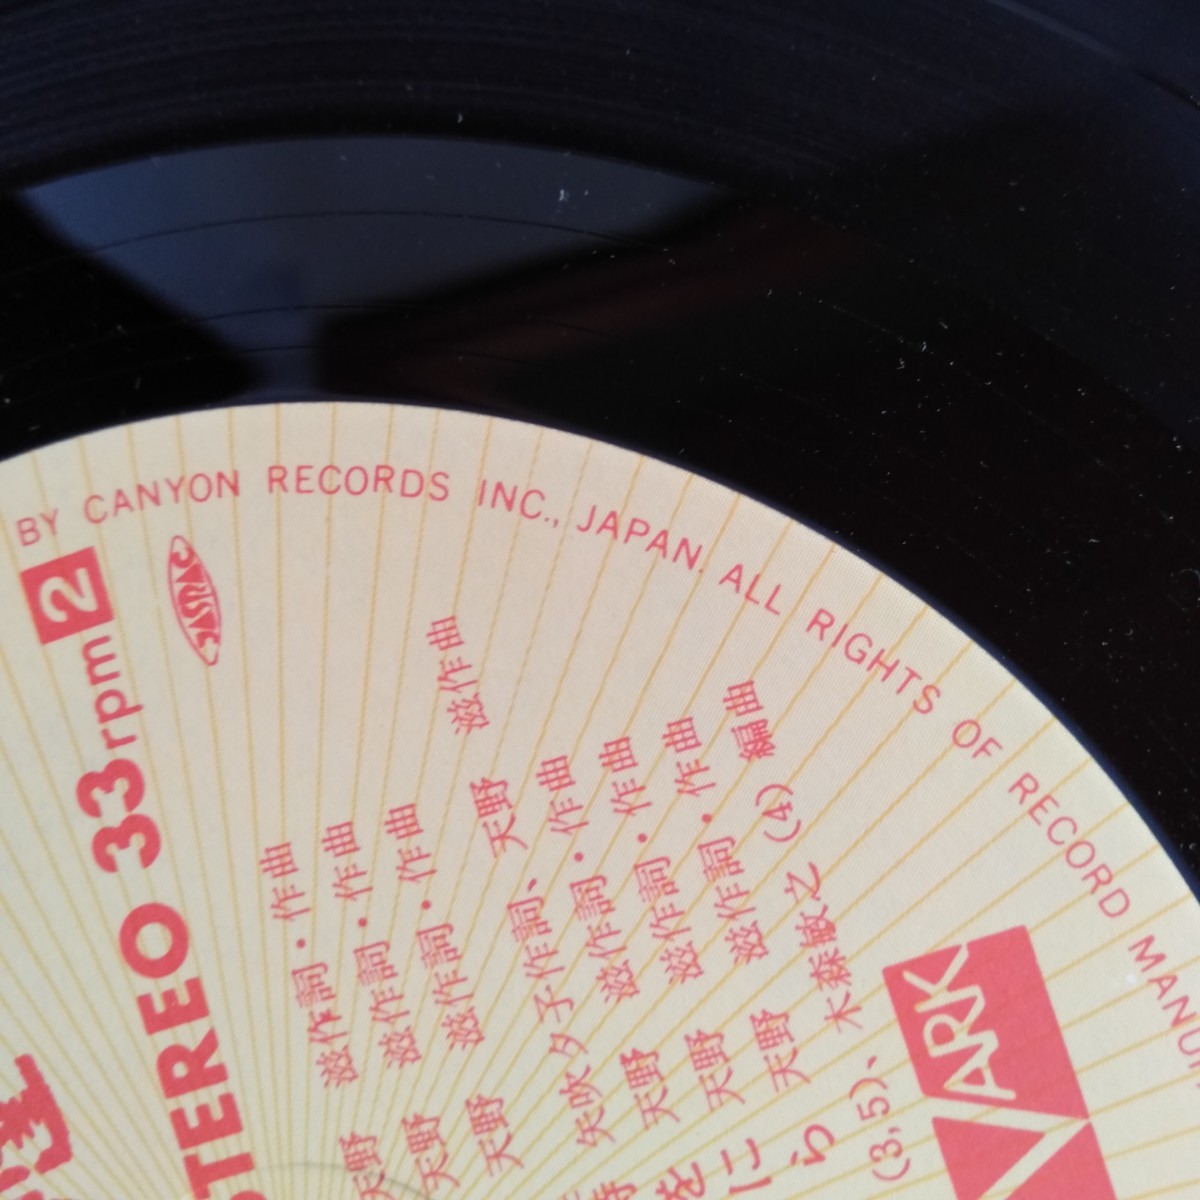 BY CANYON RECORDS INC., JAPAN. ALL RIGHTS OF RECORD MANU
2
STEREO 33rpm
JASRAC
天野滋作詞・作曲
天野滋作詞・作曲
天野滋作詞・作曲
矢吹夕子作詞、天野滋作曲
天野滋作詞・作曲
天野滋作詞・作曲
天野滋作詞・作曲
を
に
ら
(3,5)、木森敏之(4)編曲
ARK